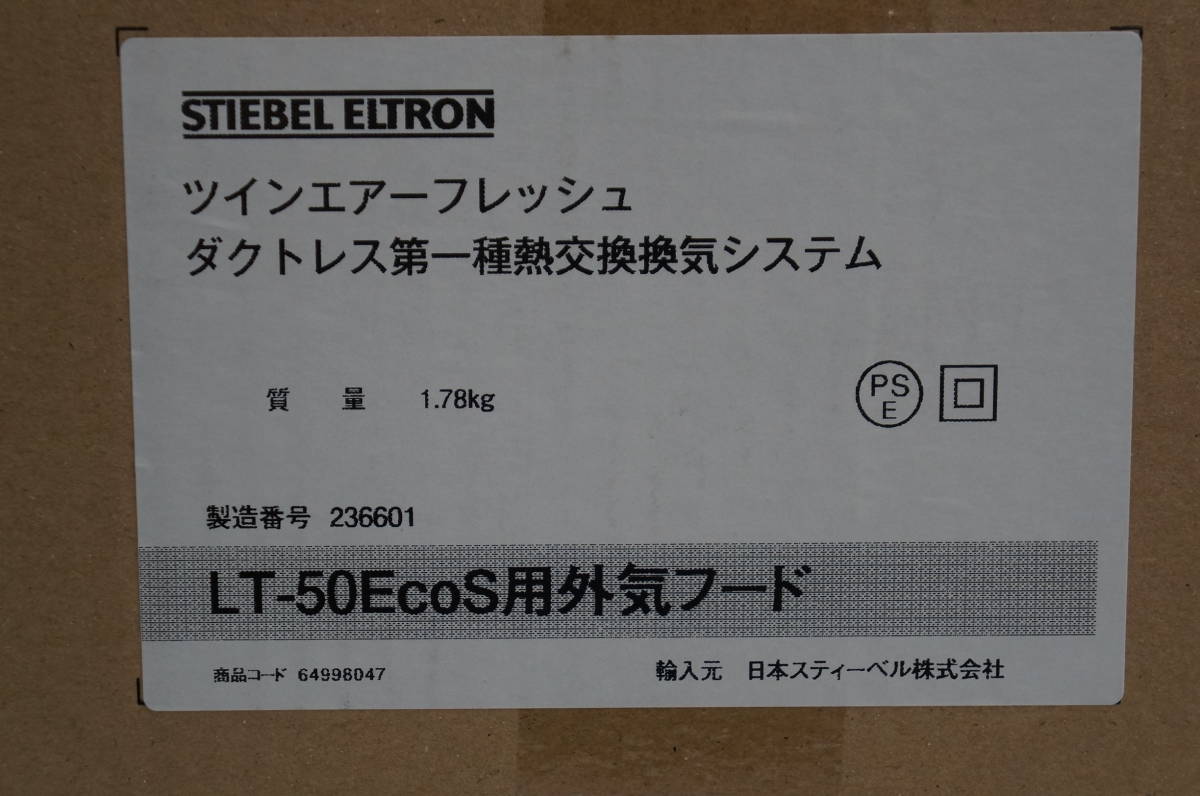 STIEBEL ELTRON
ツインエアーフレッシュ
ダクトレス第一種熱交換換気システム
質 量 1.78kg
PS
E
製造番号 236601
LT-50EcoS用外気フード
商品コード 64998047
輸入元 日本スティーベル株式会社